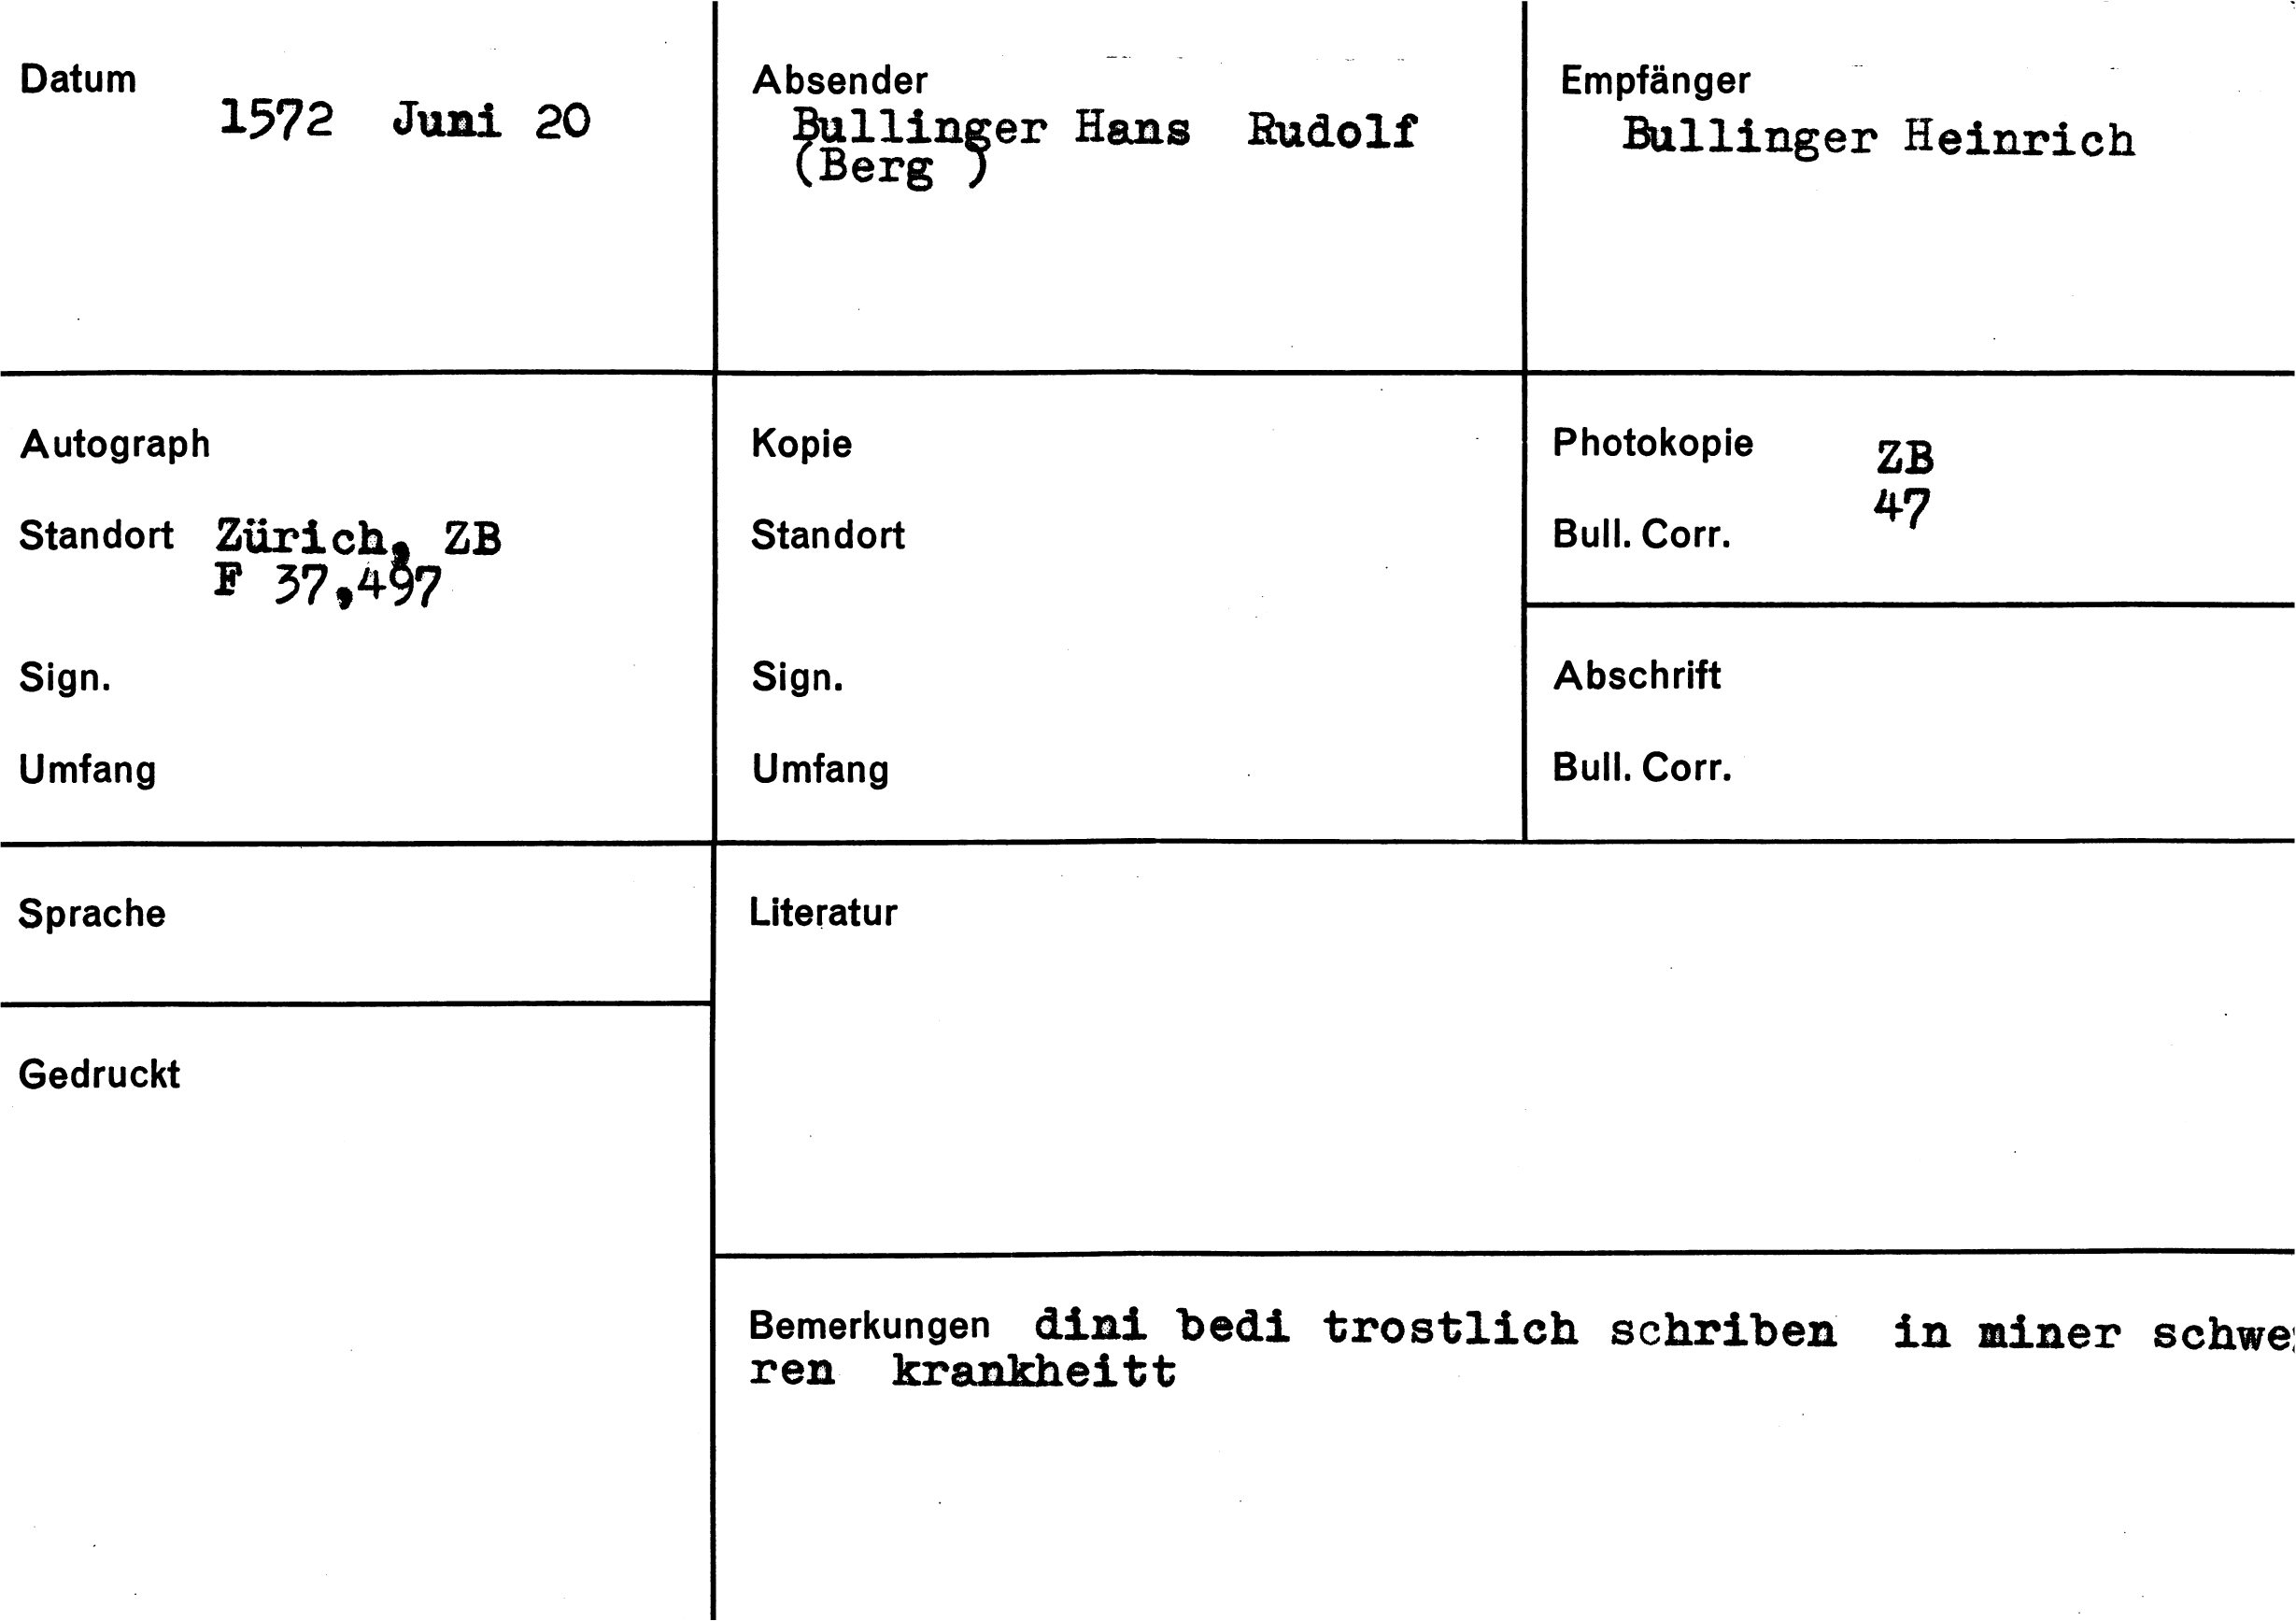 Datum
1572 Juni 20
Absender
Bullinger Hans Rudolf
(Berg )
Empfänger
Bullinger Heinrich
Autograph
Standort Zürich, ZB
F 37,497
Sign.
Umfang
Kopie
Standort
Sign.
Umfang
Photokopie ZB
47
Bull. Corr.
Abschrift
Bull. Corr.
Sprache
Gedruckt
Literatur
Bemerkungen dini bedi trostlich schriben in miner schwe
ren krankheitt